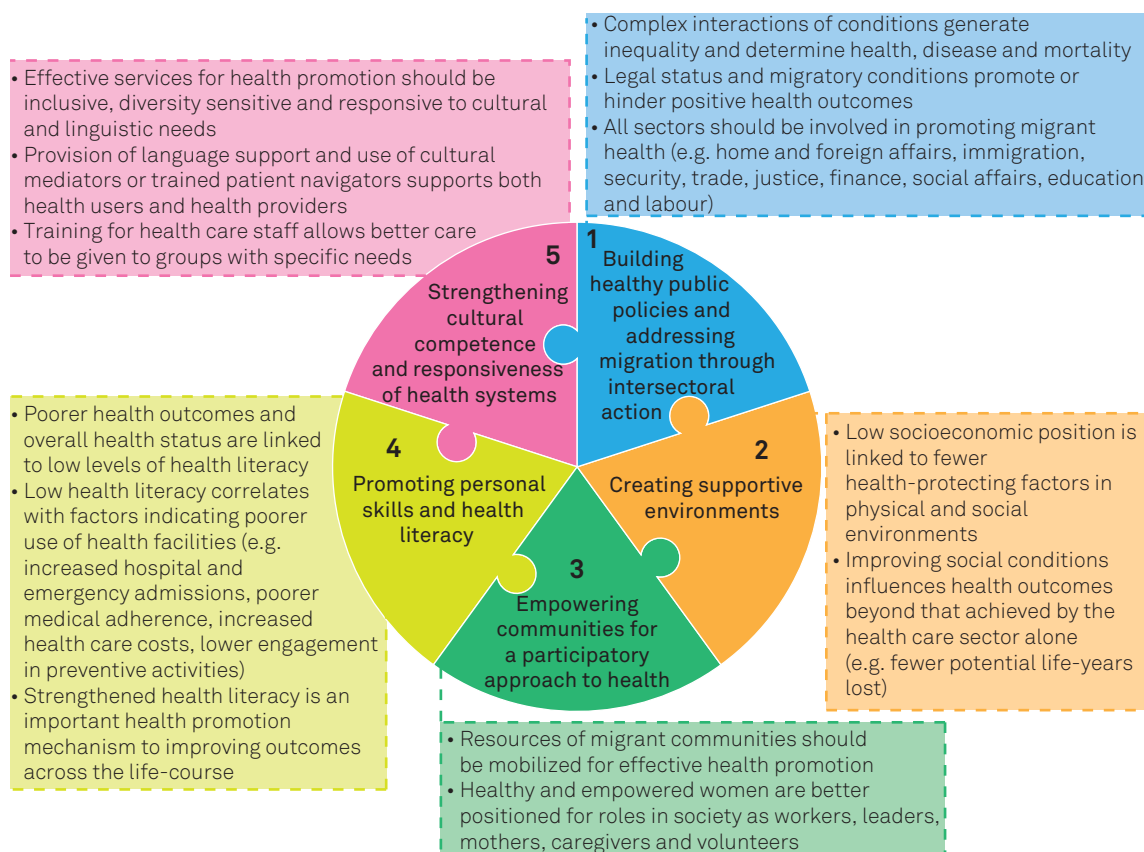 • Complex interactions of conditions generate
inequality and determine health, disease and mortality
• Legal status and migratory conditions promote or
hinder positive health outcomes
• All sectors should be involved in promoting migrant
health (e.g. home and foreign affairs, immigration,
security, trade, justice, finance, social affairs, education
and labour)
• Effective services for health promotion should be
inclusive, diversity sensitive and responsive to cultural
and linguistic needs
• Provision of language support and use of cultural
mediators or trained patient navigators supports both
health users and health providers
• Training for health care staff allows better care
to be given to groups with specific needs
1
Building
healthy public
policies and
addressing
migration through
intersectoral
action
2
Creating supportive
environments
3
Empowering
communities for
a participatory
approach to health
4
Promoting personal
skills and health
literacy
5
Strengthening
cultural
competence
and responsiveness
of health systems
• Low socioeconomic position is
linked to fewer
health-protecting factors in
physical and social
environments
• Improving social conditions
influences health outcomes
beyond that achieved by the
health care sector alone
(e.g. fewer potential life-years
lost)
• Poorer health outcomes and
overall health status are linked
to low levels of health literacy
• Low health literacy correlates
with factors indicating poorer
use of health facilities (e.g.
increased hospital and
emergency admissions, poorer
medical adherence, increased
health care costs, lower engagement
in preventive activities)
• Strengthened health literacy is an
important health promotion
mechanism to improving outcomes
across the life-course
• Resources of migrant communities should
be mobilized for effective health promotion
• Healthy and empowered women are better
positioned for roles in society as workers, leaders,
mothers, caregivers and volunteers